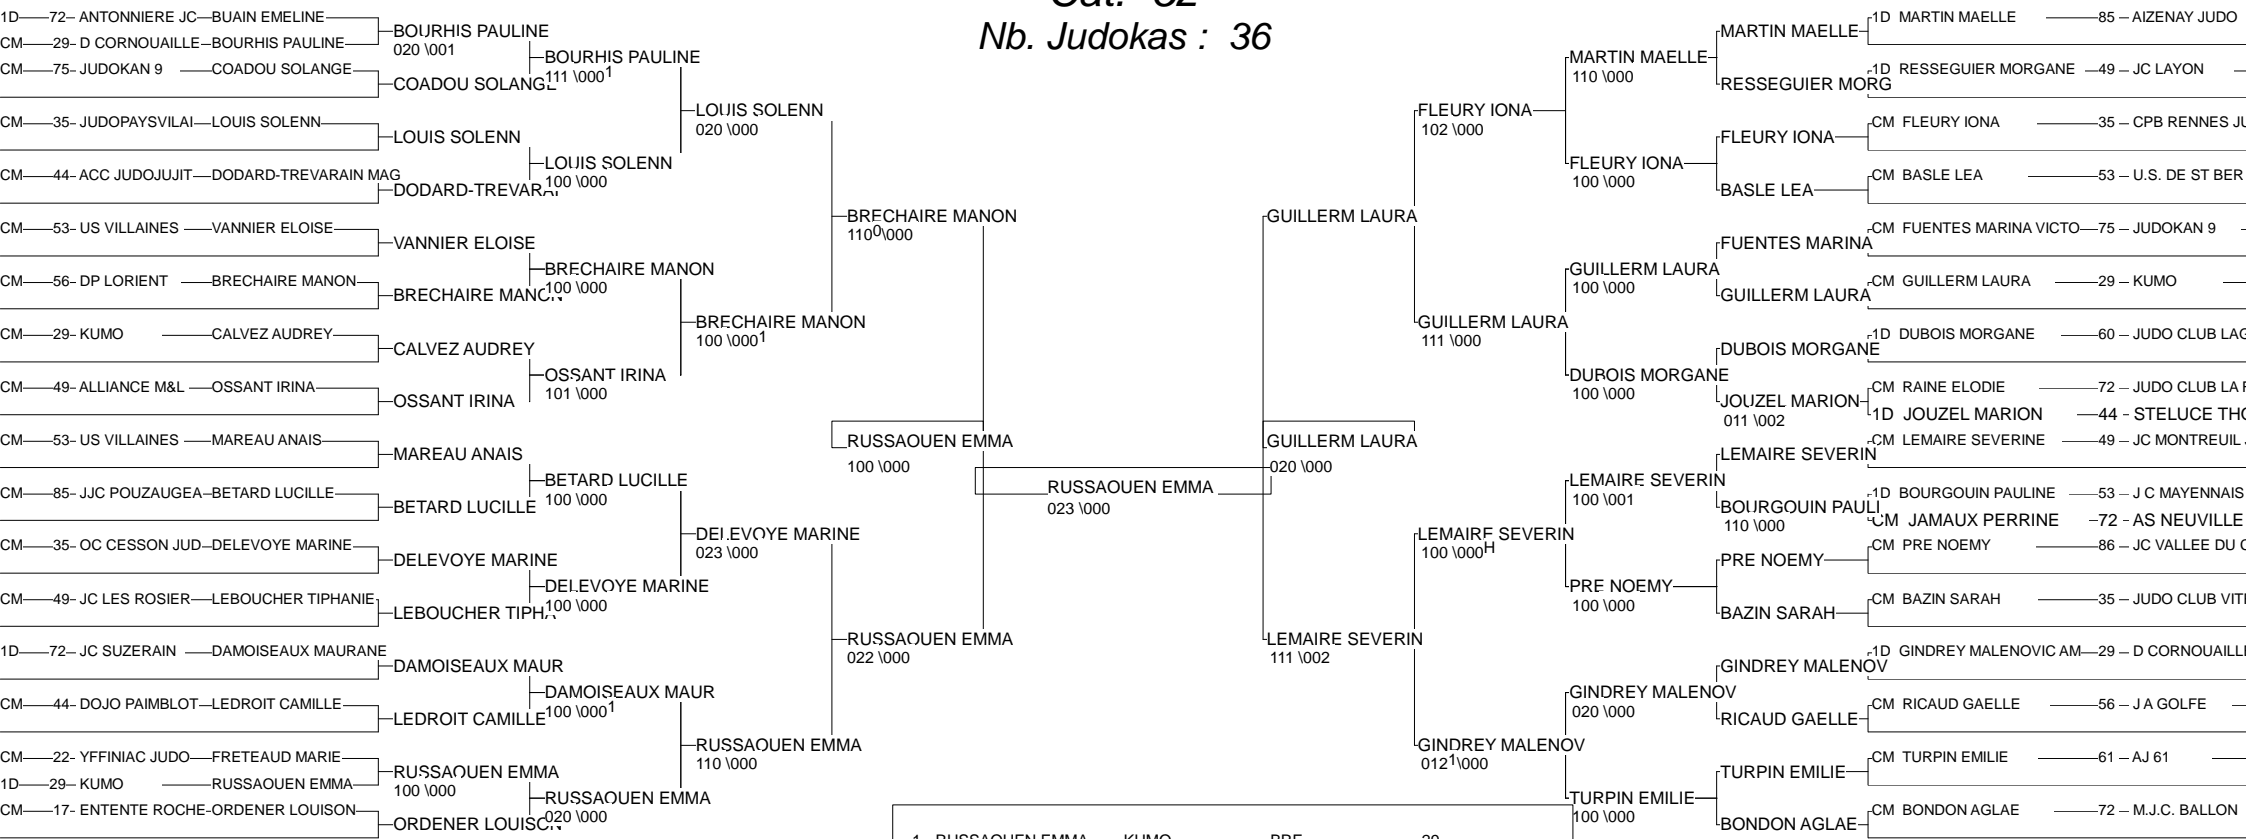 Nb. Judokas : 36
1D 72 ANTONNIERE JC BUAIN EMELINE
CM 29 D CORNOUAILLE BOURHIS PAULINE
CM 75 JUDOKAN 9 COADOU SOLANGE
CM 35 JUDOPAYSVILAI LOUIS SOLENN
CM 44 ACC JUDOJUJIT DODARD-TREVARAIN MAG
CM 53 US VILLAINES VANNIER ELOISE
CM 56 DP LORIENT BRECHAIRE MANON
CM 29 KUMO CALVEZ AUDREY
CM 49 ALLIANCE M&L OSSANT IRINA
CM 53 US VILLAINES MAREAU ANAIS
CM 85 JJC POUZAUGEA BETARD LUCILLE
CM 35 OC CESSON JUD DELEVOYE MARINE
CM 49 JC LES ROSIER LEBOUCHER TIPHANIE
1D 72 JC SUZERAIN DAMOISEAUX MAURANE
CM 44 DOJO PAIMBLOT LEDROIT CAMILLE
CM 22 YFFINIAC JUDO FRETEAUD MARIE
1D 29 KUMO RUSSAOUEN EMMA
CM 17 ENTENTE ROCHE ORDENER LOUISON
BOURHIS PAULINE
020 \001
COADOU SOLANGE
LOUIS SOLENN
DODARD-TREVARAI
VANNIER ELOISE
BRECHAIRE MANON
CALVEZ AUDREY
OSSANT IRINA
MAREAU ANAIS
BETARD LUCILLE
DELEVOYE MARINE
LEBOUCHER TIPHA
DAMOISEAUX MAUR
LEDROIT CAMILLE
RUSSAOUEN EMMA
100 \000
ORDENER LOUISON
BOURHIS PAULINE
111 \000 1
LOUIS SOLENN
100 \000
BRECHAIRE MANON
100 \000
OSSANT IRINA
101 \000
BETARD LUCILLE
100 \000
DELEVOYE MARINE
100 \000
DAMOISEAUX MAUR
100 \000 1
RUSSAOUEN EMMA
020 \000
LOUIS SOLENN
020 \000
BRECHAIRE MANON
100 \000 1
DELEVOYE MARINE
023 \000
RUSSAOUEN EMMA
110 \000
BRECHAIRE MANON
110 0 \000
RUSSAOUEN EMMA
022 \000
RUSSAOUEN EMMA
100 \000
RUSSAOUEN EMMA
023 \000
GUILLERM LAURA
020 \000
GUILLERM LAURA
LEMAIRE SEVERIN
111 \002
FLEURY IONA
102 \000
GUILLERM LAURA
111 \000
LEMAIRE SEVERIN
100 \000 H
GINDREY MALENOV
012 1 \000
MARTIN MAELLE
110 \000
FLEURY IONA
100 \000
GUILLERM LAURA
100 \000
DUBOIS MORGANE
100 \000
LEMAIRE SEVERIN
100 \001
PRE NOEMY
100 \000
GINDREY MALENOV
020 \000
TURPIN EMILIE
100 \000
MARTIN MAELLE
RESSEGUIER MORG
FLEURY IONA
BASLE LEA
FUENTES MARINA
GUILLERM LAURA
DUBOIS MORGANE
JOUZEL MARION
011 \002
LEMAIRE SEVERIN
BOURGOUIN PAULI
110 \000
PRE NOEMY
BAZIN SARAH
GINDREY MALENOV
RICAUD GAELLE
TURPIN EMILIE
BONDON AGLAE
1D MARTIN MAELLE 85 AIZENAY JUDO
1D RESSEGUIER MORGANE 49 JC LAYON
CM FLEURY IONA 35 CPB RENNES JU
CM BASLE LEA 53 U.S. DE ST BER
CM FUENTES MARINA VICTO 75 JUDOKAN 9
CM GUILLERM LAURA 29 KUMO
1D DUBOIS MORGANE 60 JUDO CLUB LAG
CM RAINE ELODIE 72 JUDO CLUB LA
1D JOUZEL MARION 44 STELUCE THO
CM LEMAIRE SEVERINE 49 JC MONTREUIL
1D BOURGOUIN PAULINE 53 J C MAYENNAIS
CM JAMAUX PERRINE 72 AS NEUVILLE
CM PRE NOEMY 86 JC VALLEE DU
CM BAZIN SARAH 35 JUDO CLUB VIT
1D GINDREY MALENOVIC AM 29 D CORNOUAILLE
CM RICAUD GAELLE 56 J A GOLFE
CM TURPIN EMILIE 61 AJ 61
CM BONDON AGLAE 72 M.J.C. BALLON
1 RUSSAOUEN EMMA KUMO BRE 29